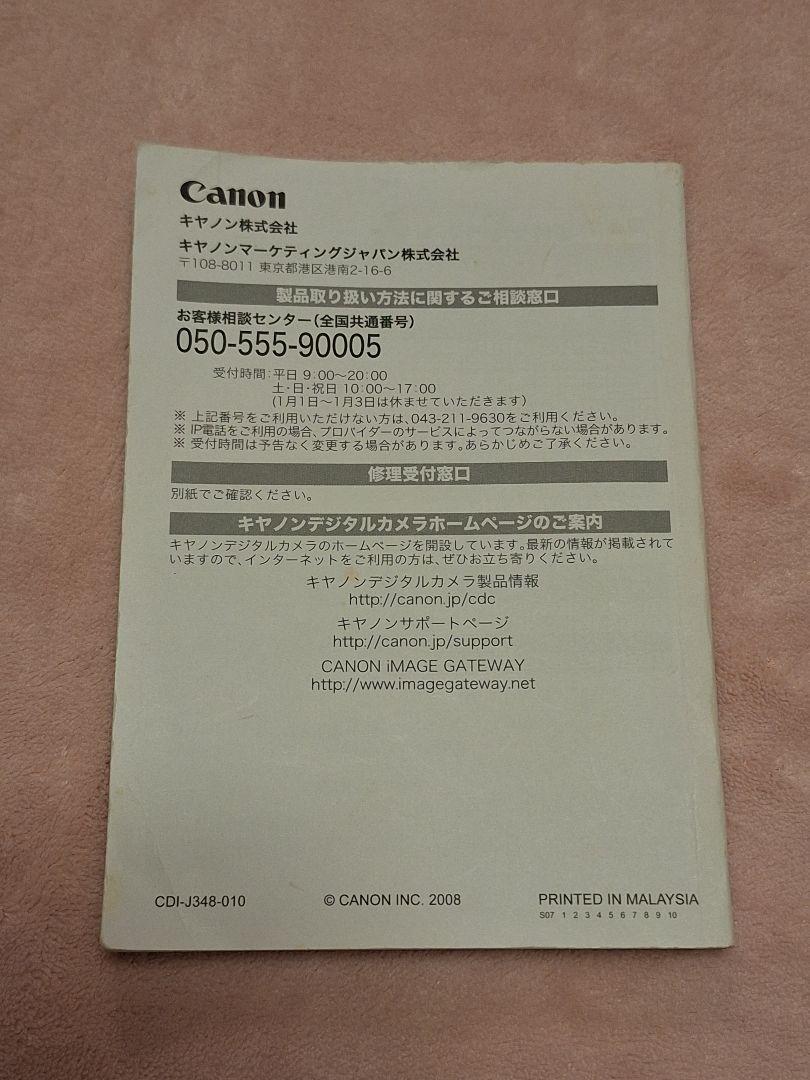 Canon
キヤノン株式会社
キヤノンマーケティングジャパン株式会社
〒108-8011 東京都港区港南2-16-6
製品取り扱い方法に関するご相談窓口
お客様相談センター(全国共通番号)
050-555-90005
受付時間:平日 9:00〜20:00
土・日・祝日 10:00〜17:00
(1月1日〜1月3日は休ませていただきます)
※ 上記番号をご利用いただけない方は、043-211-9630をご利用ください。
※ IP電話をご利用の場合、プロバイダーのサービスによってつながらない場合があります。
※ 受付時間は予告なく変更する場合があります。あらかじめご了承ください。
修理受付窓口
別紙でご確認ください。
キヤノンデジタルカメラホームページのご案内
キヤノンデジタルカメラのホームページを開設しています。最新の情報が掲載されて
いますので、インターネットをご利用の方は、ぜひお立ち寄りください。
キヤノンデジタルカメラ製品情報
http://canon.jp/cdc
キヤノンサポートページ
http://canon.jp/support
CANON iMAGE GATEWAY
http://www.imagegateway.net
CDI-J348-010 © CANON INC. 2008 PRINTED IN MALAYSIA
S07 1 2 3 4 5 6 7 8 9 10